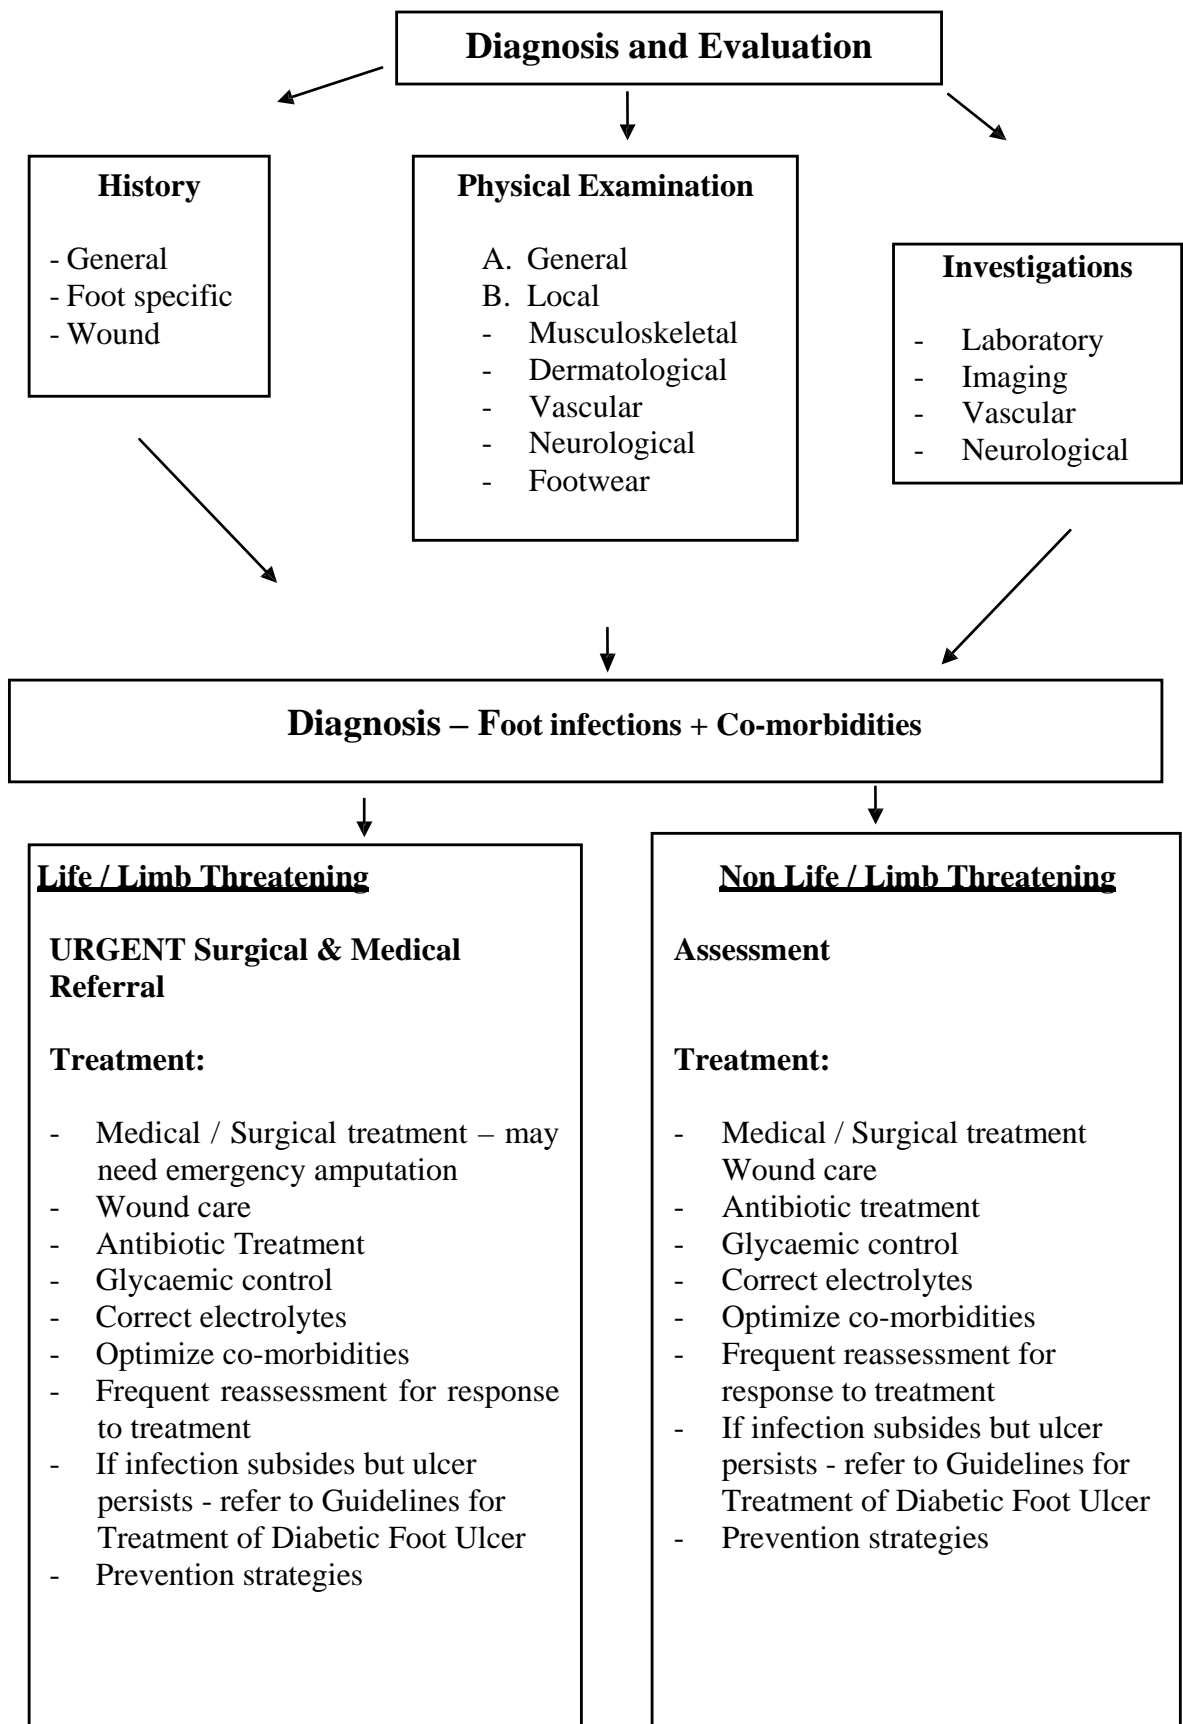 Diagnosis and Evaluation
History
- General
- Foot specific
- Wound
Physical Examination
A. General
B. Local
- Musculoskeletal
- Dermatological
- Vascular
- Neurological
- Footwear
Investigations
- Laboratory
- Imaging
- Vascular
- Neurological
Diagnosis – Foot infections + Co-morbidities
Life / Limb Threatening
URGENT Surgical & Medical
Referral
Treatment:
- Medical / Surgical treatment – may
need emergency amputation
- Wound care
- Antibiotic Treatment
- Glycaemic control
- Correct electrolytes
- Optimize co-morbidities
- Frequent reassessment for response
to treatment
- If infection subsides but ulcer
persists - refer to Guidelines for
Treatment of Diabetic Foot Ulcer
- Prevention strategies
Non Life / Limb Threatening
Assessment
Treatment:
- Medical / Surgical treatment
Wound care
- Antibiotic treatment
- Glycaemic control
- Correct electrolytes
- Optimize co-morbidities
- Frequent reassessment for
response to treatment
- If infection subsides but ulcer
persists - refer to Guidelines for
Treatment of Diabetic Foot Ulcer
- Prevention strategies